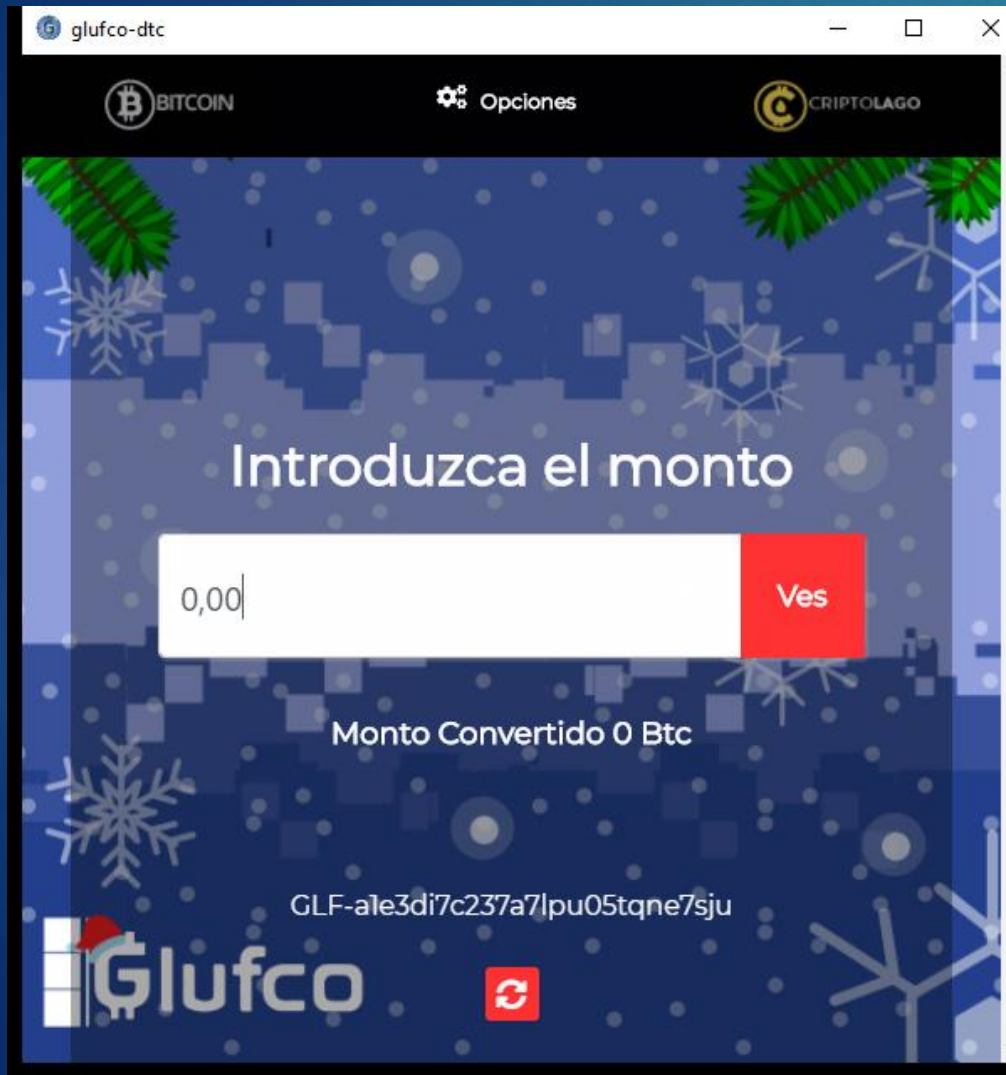 glufco-dtc
BITCOIN
Opciones
CRIPTOLAGO
Introduzca el monto
0,00
Ves
Monto Convertido 0 Btc
GLF-a1e3di7c237a7lpu05tqne7sju
Glufco